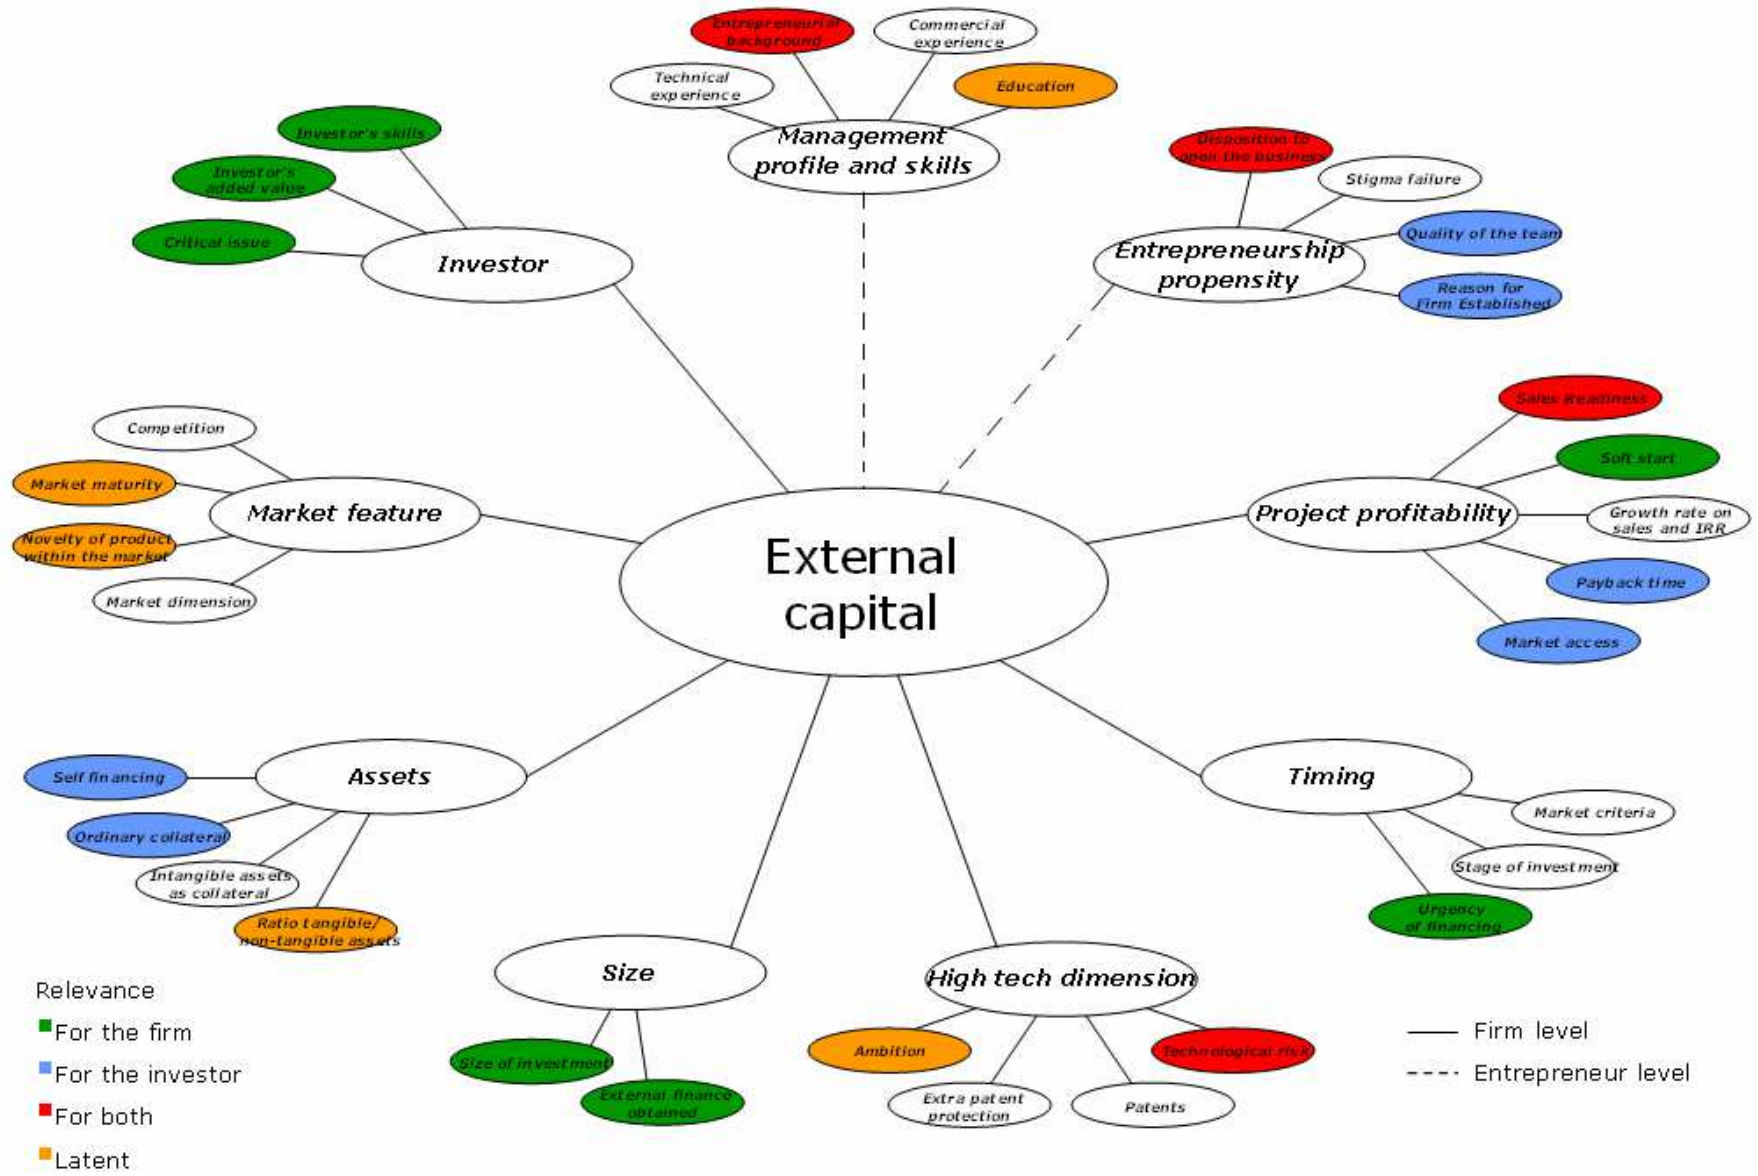 Entrepreneurial
background
Commercial
experience
Technical
experience
Education
Management
profile and skills
Investor's skills
Investor's
added value
Critical issue
Investor
Disposition to
open the business
Stigma failure
Quality of the team
Reason for
Firm Established
Entrepreneurship
propensity
Competition
Market maturity
Novelty of product
within the market
Market dimension
Market feature
Sales Readiness
Soft start
Growth rate on
sales and IRR
Payback time
Market access
Project profitability
External
capital
Self financing
Ordinary collateral
Intangible assets
as collateral
Ratio tangible/
non-tangible assets
Assets
Timing
Market criteria
Stage of investment
Urgency
of financing
Size
Size of investment
External finance
obtained
High tech dimension
Ambition
Extra patent
protection
Patents
Technological risk
Relevance
For the firm
For the investor
For both
Latent
Firm level
Entrepreneur level